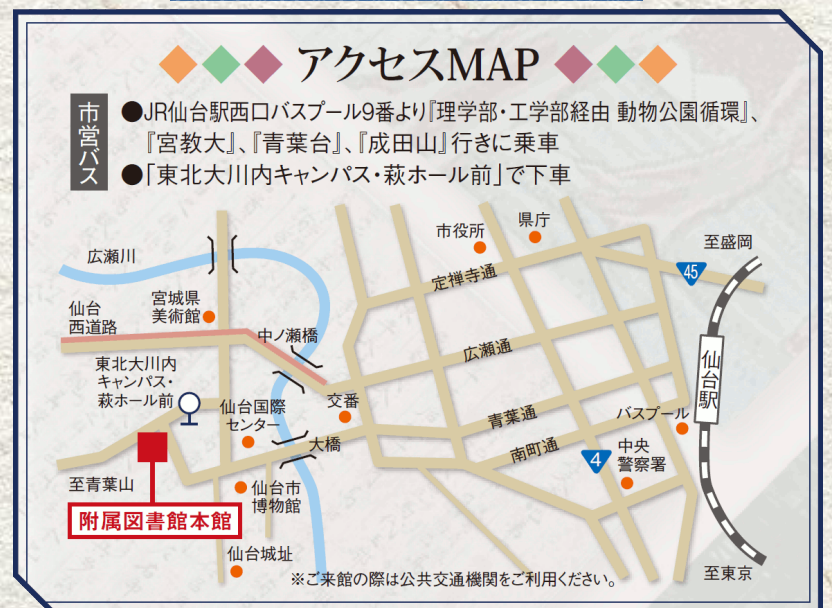 アクセスMAP
市営バス
●JR仙台駅西口バスプール9番より『理学部・工学部経由 動物公園循環』、
『宮教大』、『青葉台』、『成田山』行きに乗車
●「東北大川内キャンパス・萩ホール前」で下車
市役所
県庁
至盛岡
広瀬川
45
定禅寺通
仙台
西道路
宮城県
美術館
中ノ瀬橋
広瀬通
仙台駅
東北大川内
キャンパス・
萩ホール前
仙台国際
センター
交番
青葉通
バスプール
大橋
南町通
4
中央
警察署
至青葉山
仙台市
博物館
附属図書館本館
仙台城址
※ご来館の際は公共交通機関をご利用ください。
至東京